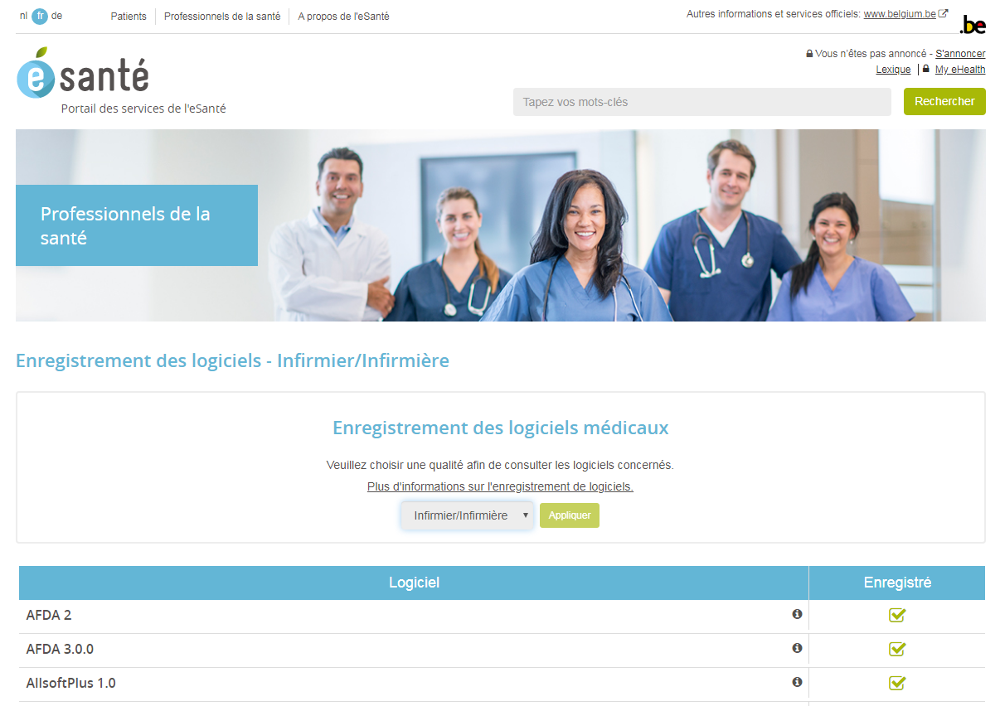 nl fr de Patients Professionnels de la santé A propos de l'eSanté
Autres informations et services officiels: www.belgium.be
.be
Vous n'êtes pas annoncé - S'annoncer
Lexique | My eHealth
e santé
Portail des services de l'eSanté
Tapez vos mots-clés Rechercher
Professionnels de la
santé
Enregistrement des logiciels - Infirmier/Infirmière
Enregistrement des logiciels médicaux
Veuillez choisir une qualité afin de consulter les logiciels concernés.
Plus d'informations sur l'enregistrement de logiciels.
Infirmier/Infirmière Appliquer
Logiciel Enregistré
AFDA 2
AFDA 3.0.0
AllsoftPlus 1.0